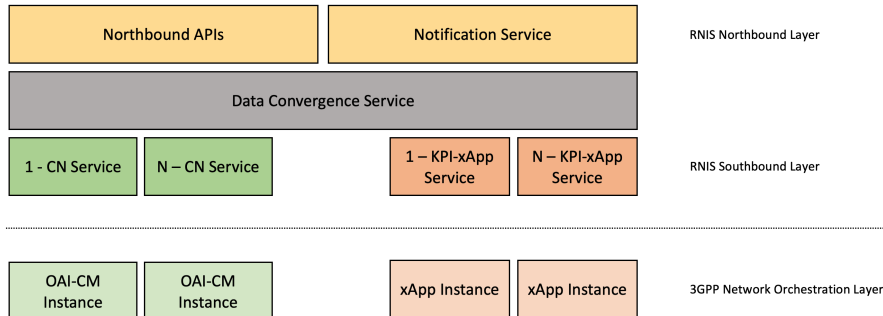 Northbound APIs
Notification Service
RNIS Northbound Layer
Data Convergence Service
1 - CN Service
N – CN Service
1 – KPI-xApp
Service
N – KPI-xApp
Service
RNIS Southbound Layer
OAI-CM
Instance
OAI-CM
Instance
xApp Instance
xApp Instance
3GPP Network Orchestration Layer